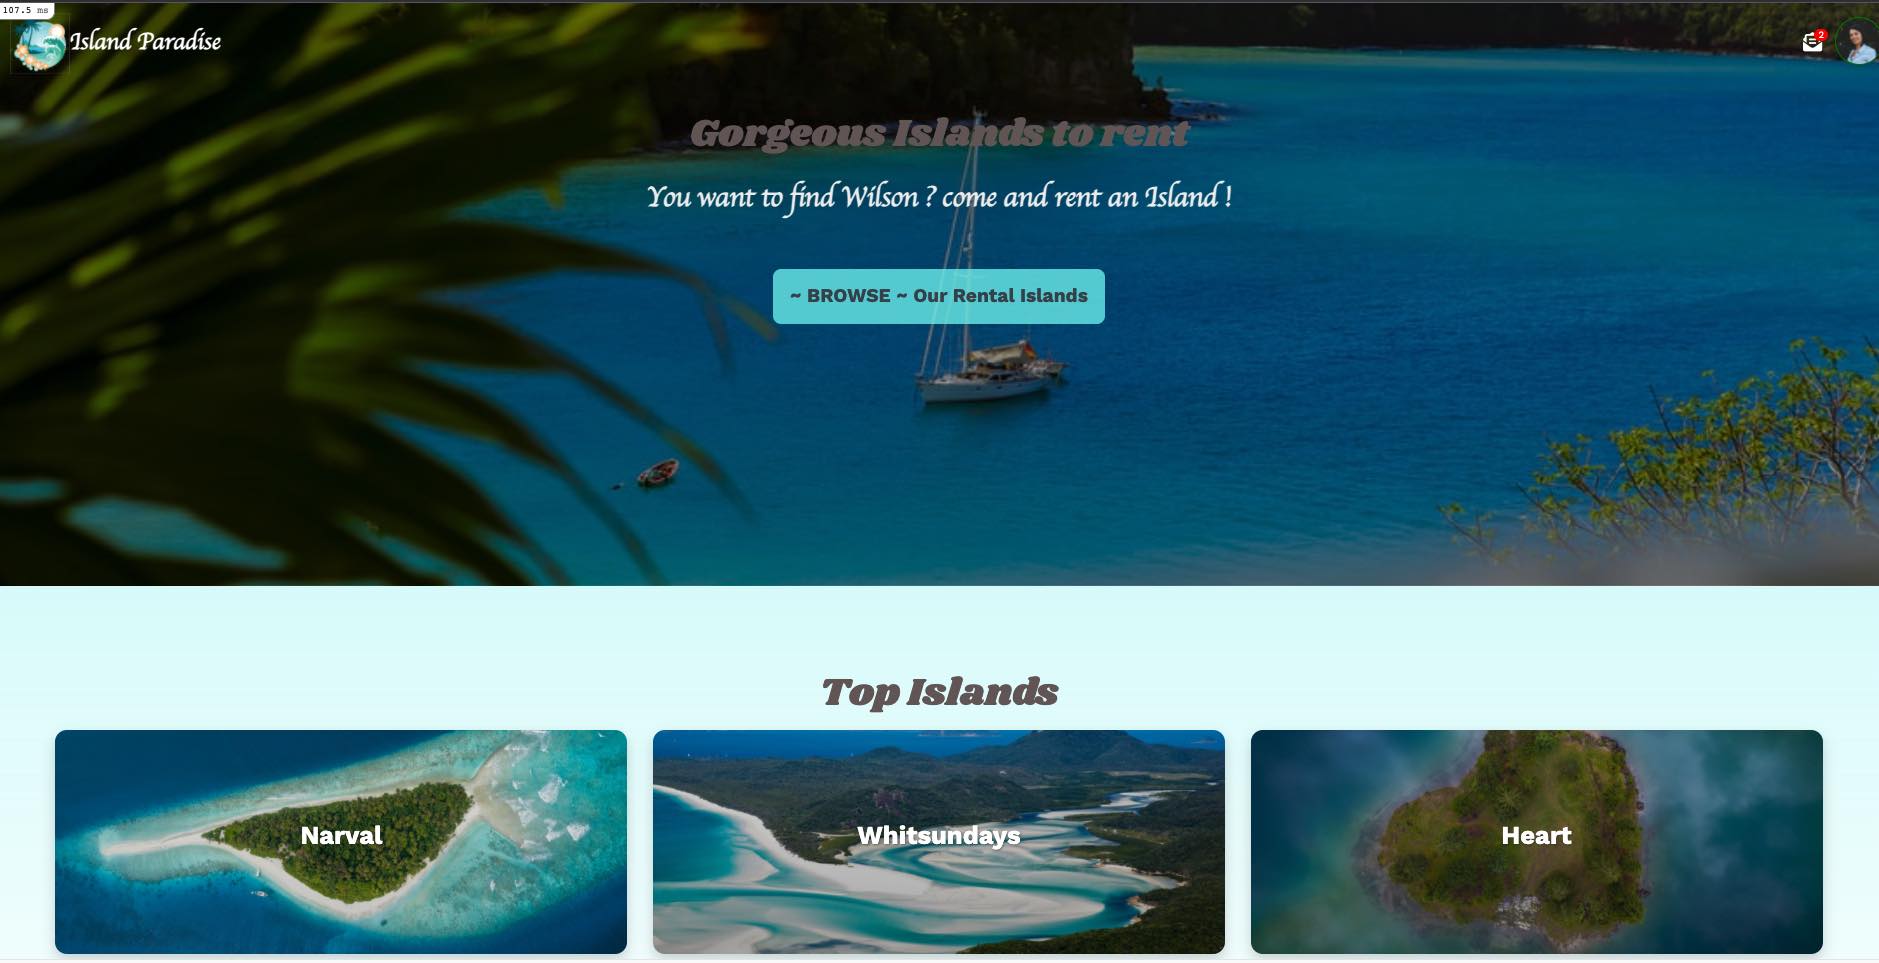 107.5 ms
Island Paradise
2
Gorgeous Islands to rent
You want to find Wilson ? come and rent an Island !
~ BROWSE ~ Our Rental Islands
Top Islands
Narval
Whitsundays
Heart